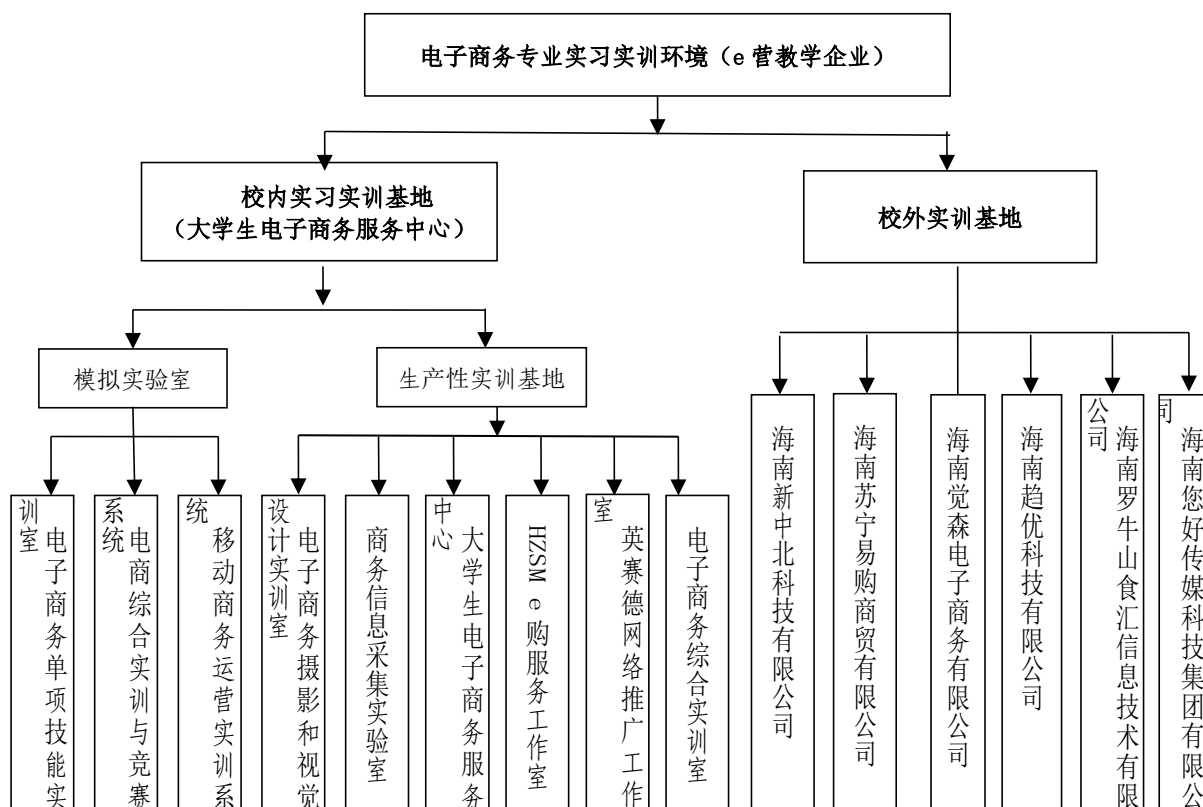 电子商务专业实习实训环境（e 营教学企业）
校内实习实训基地
（大学生电子商务服务中心）
校外实训基地
模拟实验室
生产性实训基地
电子商务单项技能实
训室
电商综合实训与竞赛
系统
移动商务运营实训系
统
电子商务摄影和视觉
设计实训室
商务信息采集实验室
大学生电子商务服务
中心
HZSM e 购服务工作室
英赛德网络推广工作
室
电子商务综合实训室
海南新中北科技有限公司
海南苏宁易购商贸有限公司
海南觉森电子商务有限公司
海南趋优科技有限公司
海南罗牛山食汇信息技术有限
公司
海南您好传媒科技集团有限公
司